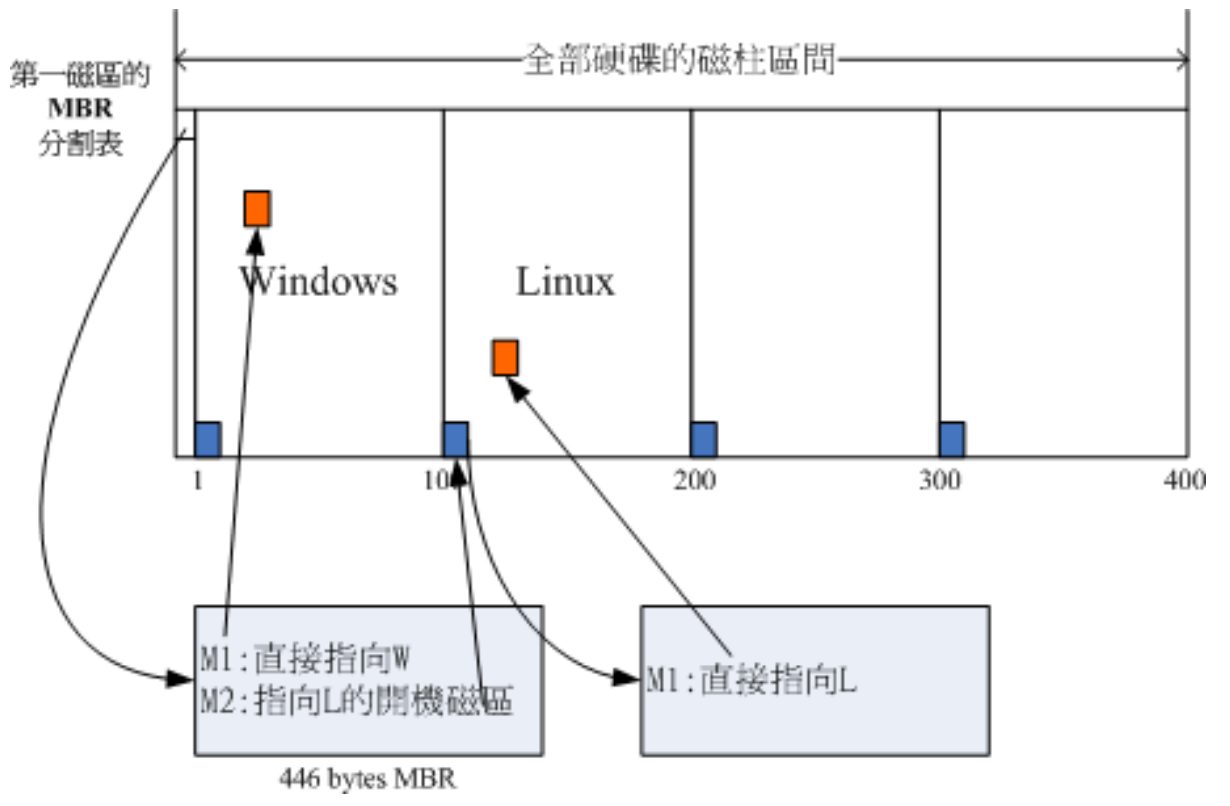 全部硬碟的磁柱區間
第一磁區的
MBR
分割表
Windows
Linux
1
100
200
300
400
M1:直接指向W
M2:指向L的開機磁區
M1:直接指向L
446 bytes MBR